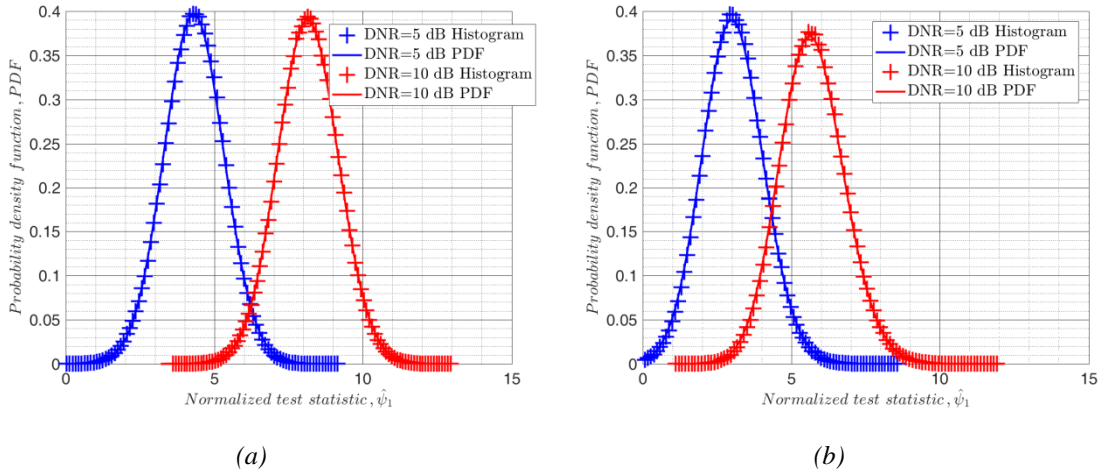 0.4
0.35
0.3
0.25
0.2
0.15
0.1
0.05
0
0 5 10 15
Probability density function, PDF
Normalized test statistic, ψ̂₁
DNR=5 dB Histogram
DNR=5 dB PDF
DNR=10 dB Histogram
DNR=10 dB PDF
(a)
0.4
0.35
0.3
0.25
0.2
0.15
0.1
0.05
0
0 5 10 15
Probability density function, PDF
Normalized test statistic, ψ̂₁
DNR=5 dB Histogram
DNR=5 dB PDF
DNR=10 dB Histogram
DNR=10 dB PDF
(b)